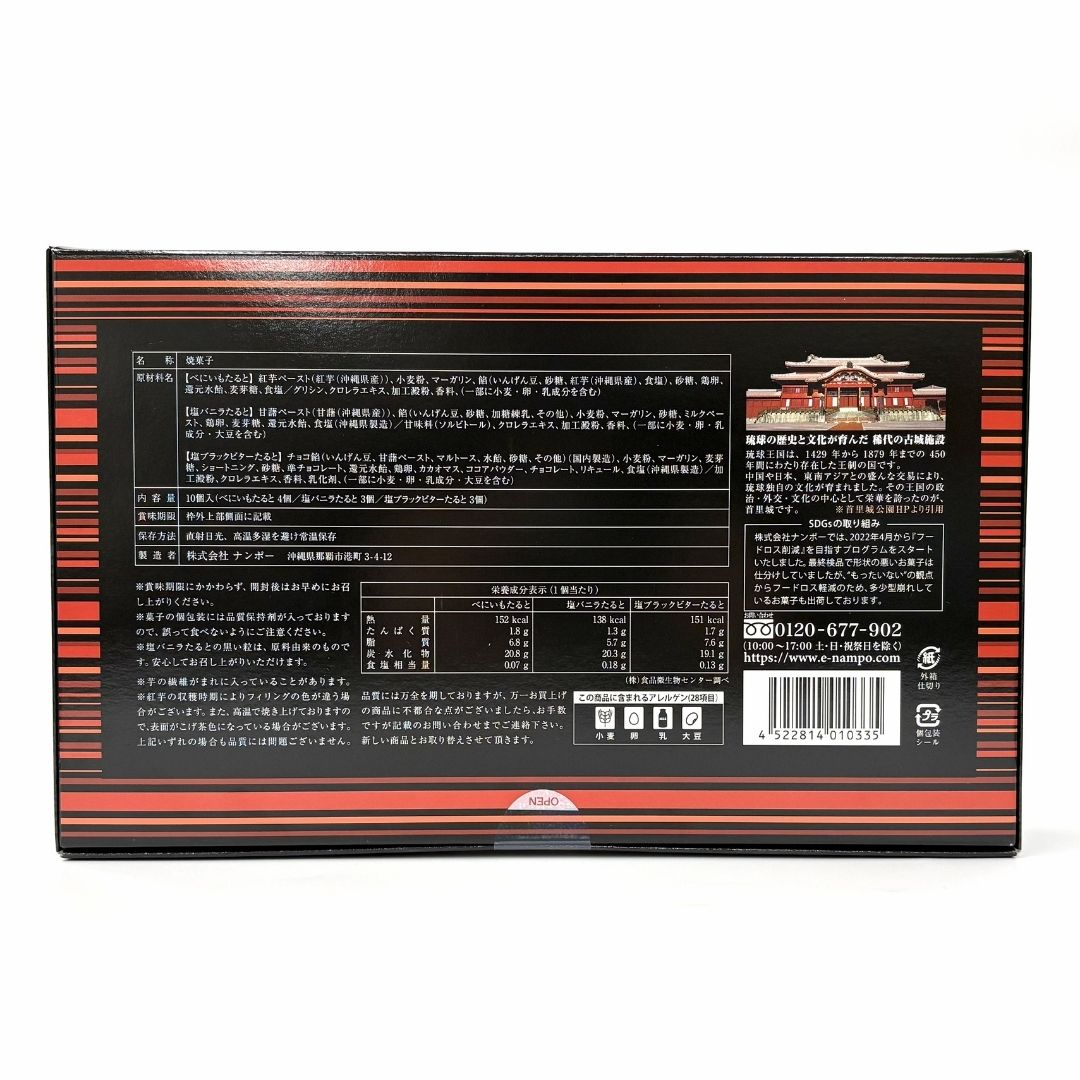 名称 焼菓子
原材料名 【べにいもたると】紅芋ペースト(紅芋(沖縄県産))、小麦粉、マーガリン、餡(いんげん豆、砂糖、紅芋(沖縄県産)、食塩)、砂糖、鶏卵、
還元水飴、麦芽糖、食塩/グリシン、クロレラエキス、加工澱粉、香料、(一部に小麦・卵・乳成分を含む)
【塩バニラたると】甘藷ペースト(甘藷(沖縄県産))、餡(いんげん豆、砂糖、加糖練乳、その他)、小麦粉、マーガリン、砂糖、ミルクペー
スト、鶏卵、麦芽糖、還元水飴、食塩(沖縄県製造)/甘味料(ソルビトール)、クロレラエキス、加工澱粉、香料、(一部に小麦・卵・乳
成分・大豆を含む)
【塩ブラックビターたると】チョコ餡(いんげん豆、甘藷ペースト、マルトース、水飴、砂糖、その他)(国内製造)、小麦粉、マーガリン、麦芽
糖、ショートニング、砂糖、準チョコレート、還元水飴、鶏卵、カカオマス、ココアパウダー、チョコレート、リキュール、食塩(沖縄県製造)/加
工澱粉、クロレラエキス、香料、乳化剤、(一部に小麦・卵・乳成分・大豆を含む)
内容量 10個入(べにいもたると4個/塩バニラたると3個/塩ブラックビターたると3個)
賞味期限 枠外上部側面に記載
保存方法 直射日光、高温多湿を避け常温保存
製造者 株式会社ナンポー 沖縄県那覇市港町3-4-12
※賞味期限にかかわらず、開封後はお早めにお召
し上がりください。
※菓子の個包装には品質保持剤が入っております
ので、誤って食べないようにご注意ください。
※塩バニラたるとの黒い粒は、原料由来のもので
す。安心してお召し上がりいただけます。
※芋の繊維がまれに入っていることがあります。
※紅芋の収穫時期によりフィリングの色が違う場
合がございます。また、高温で焼き上げておりますの
で、表面がこげ茶色になっている場合がございます。
上記いずれの場合も品質には問題ございません。
栄養成分表示(1個当たり)
べにいもたると 塩バニラたると 塩ブラックビターたると
熱量 152 kcal 138 kcal 151 kcal
たんぱく質 1.8 g 1.3 g 1.7 g
脂質 6.8 g 5.7 g 7.6 g
炭水化物 20.8 g 20.3 g 19.1 g
食塩相当量 0.07 g 0.18 g 0.13 g
(株)食品微生物センター調べ
品質には万全を期しておりますが、万一お買上げ
の商品に不都合な点がございましたら、お手数
ですが記載のお問い合わせまでご連絡下さい。
新しい商品とお取り替えさせて頂きます。
この商品に含まれるアレルゲン(28項目)
小麦 卵 乳 大豆
琉球の歴史と文化が育んだ 稀代の古城施設
琉球王国は、1429年から1879年までの450
年間にわたり存在した王制の国です。
中国や日本、東南アジアとの盛んな交易により、
琉球独自の文化が育まれました。その王国の政
治・外交・文化の中心として栄華を誇ったのが、
首里城です。 ※首里城公園HPより引用
SDGsの取り組み
株式会社ナンポーでは、2022年4月から『フー
ドロス削減』を目指すプログラムをスタート
いたしました。最終検品で形状の悪いお菓子は
仕分けしていましたが、"もったいない"の観点
からフードロス軽減のため、多少型崩れして
いるお菓子も出荷しております。
お問い合わせ
0120-677-902
(10:00〜17:00 土・日・祝祭日を除く)
https://www.e-nampo.com
4 522814 010335
紙
外箱
仕切り
プラ
個包装
シール
OPEN